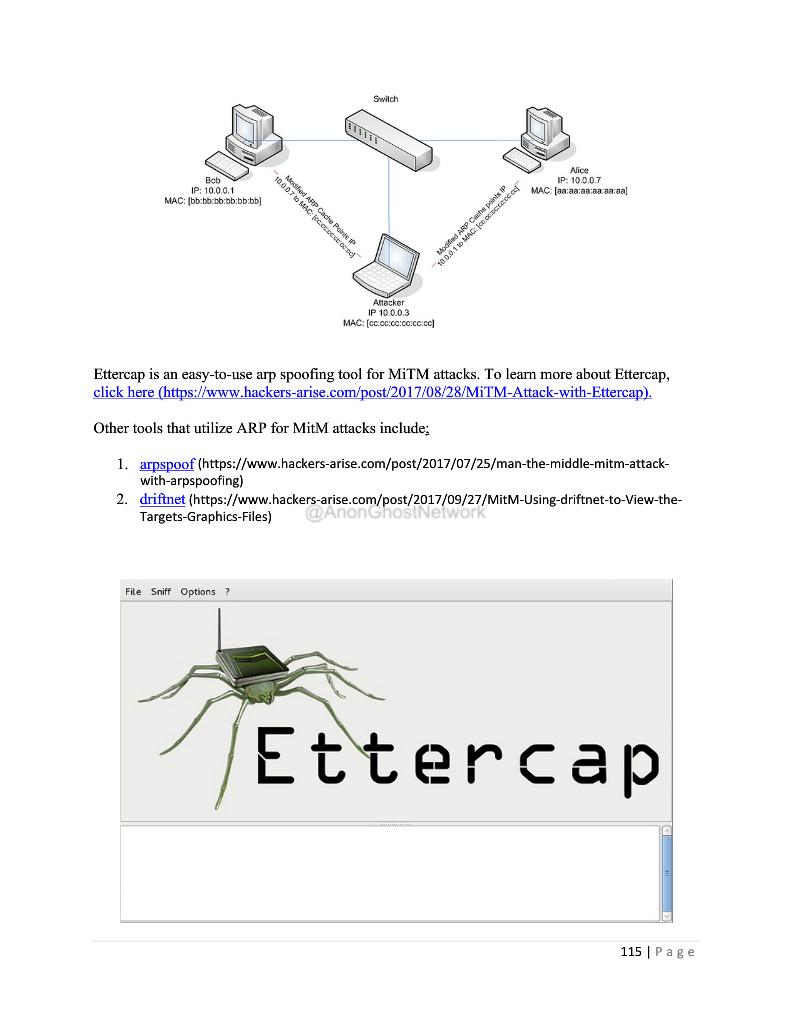 Switch
Bob
IP: 10.0.0.1
MAC: [bb:bb:bb:bb:bb:bb]
Alice
IP: 10.0.0.7
MAC: [aa:aa:aa:aa:aa:aa]
Modified ARP Cache Points IP
10.0.0.7 to MAC: [cc:cc:cc:cc:cc:cc]
Modified ARP Cache points IP
10.0.0.1 to MAC: [cc:cc:cc:cc:cc:cc]
Attacker
IP 10.0.0.3
MAC: [cc:cc:cc:cc:cc:cc]
Ettercap is an easy-to-use arp spoofing tool for MiTM attacks. To learn more about Ettercap,
click here (https://www.hackers-arise.com/post/2017/08/28/MiTM-Attack-with-Ettercap).
Other tools that utilize ARP for MitM attacks include;
1. arpspoof (https://www.hackers-arise.com/post/2017/07/25/man-the-middle-mitm-attack-
with-arpspoofing)
2. driftnet (https://www.hackers-arise.com/post/2017/09/27/MitM-Using-driftnet-to-View-the-
Targets-Graphics-Files)
@AnonGhostNetwork
File Sniff Options ?
Ettercap
115 | P a g e